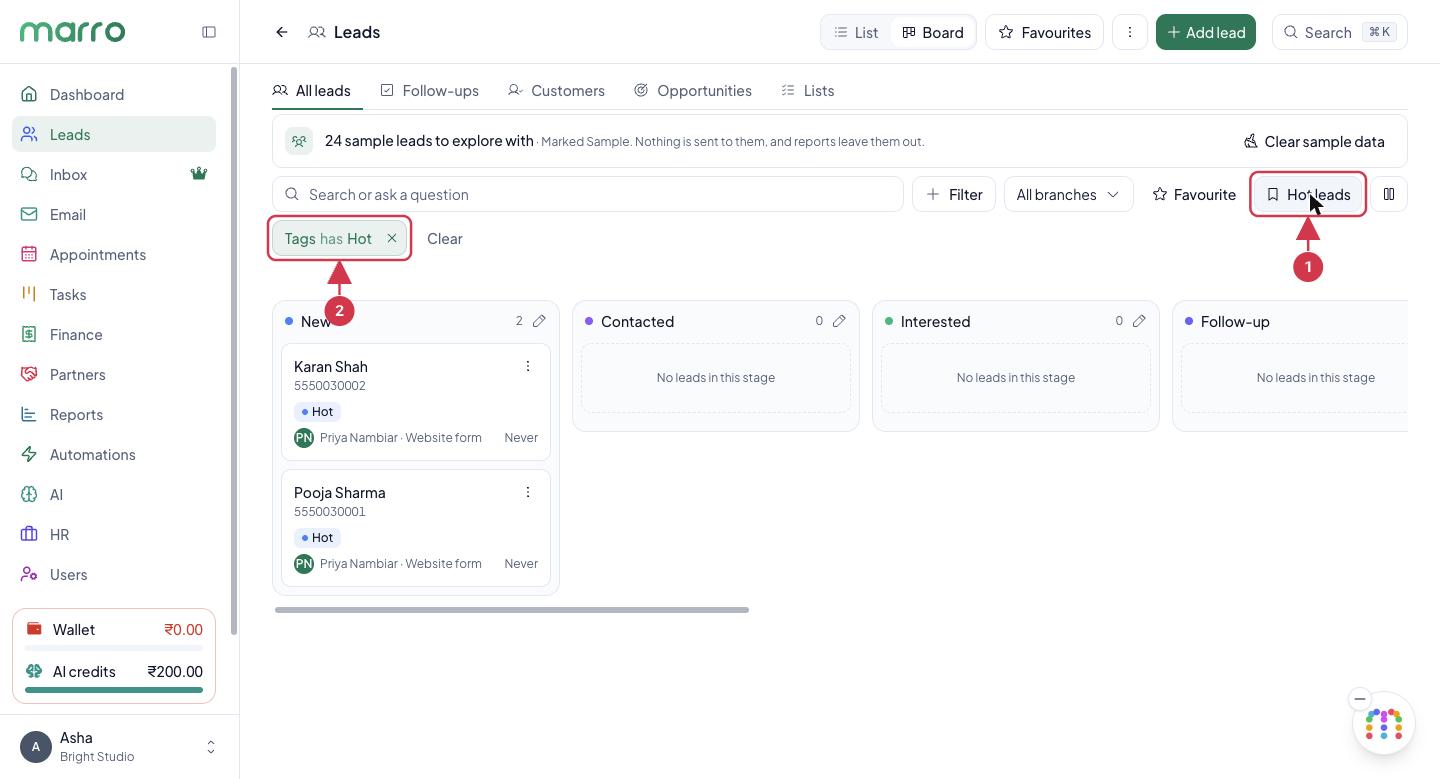 marro
Leads
List
Board
Favourites
Add lead
Search
⌘ K
Dashboard
Leads
Inbox
Email
Appointments
Tasks
Finance
Partners
Reports
Automations
AI
HR
Users
Wallet ₹0.00
AI credits ₹200.00
A
Asha
Bright Studio
All leads
Follow-ups
Customers
Opportunities
Lists
24 sample leads to explore with · Marked Sample. Nothing is sent to them, and reports leave them out.
Clear sample data
Search or ask a question
Filter
All branches
Favourite
Hot leads
1
Tags has Hot
Clear
2
New 2
Karan Shah
5550030002
Hot
PN Priya Nambiar · Website form Never
Pooja Sharma
5550030001
Hot
PN Priya Nambiar · Website form Never
Contacted 0
No leads in this stage
Interested 0
No leads in this stage
Follow-up
No leads in this stage